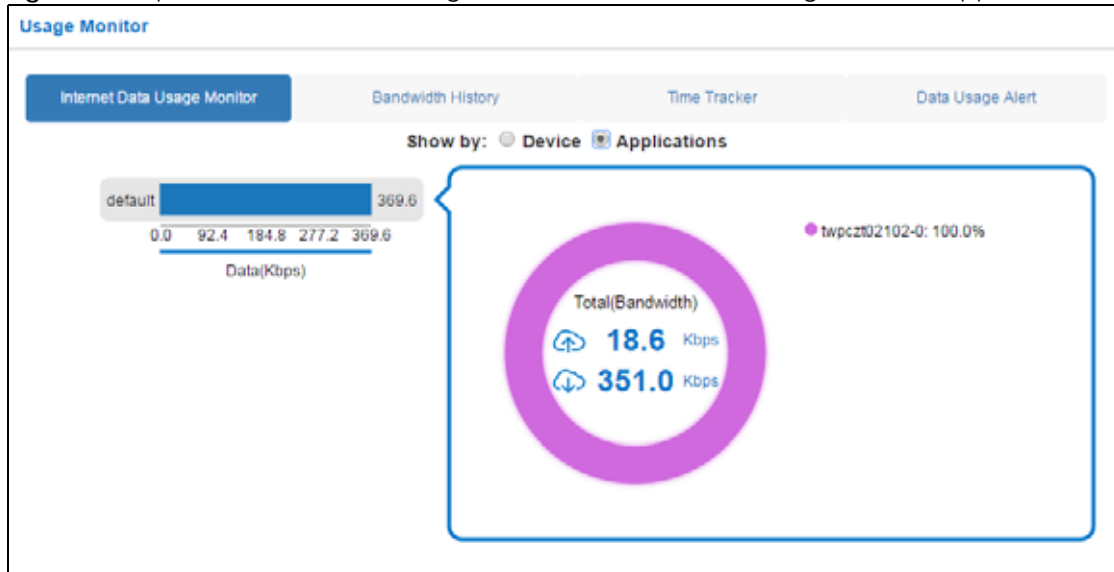 Usage Monitor
Internet Data Usage Monitor
Bandwidth History
Time Tracker
Data Usage Alert
Show by: Device Applications
default 369.6
0.0 92.4 184.8 277.2 369.6
Data(Kbps)
twpczt02102-0: 100.0%
Total(Bandwidth)
18.6 Kbps
351.0 Kbps